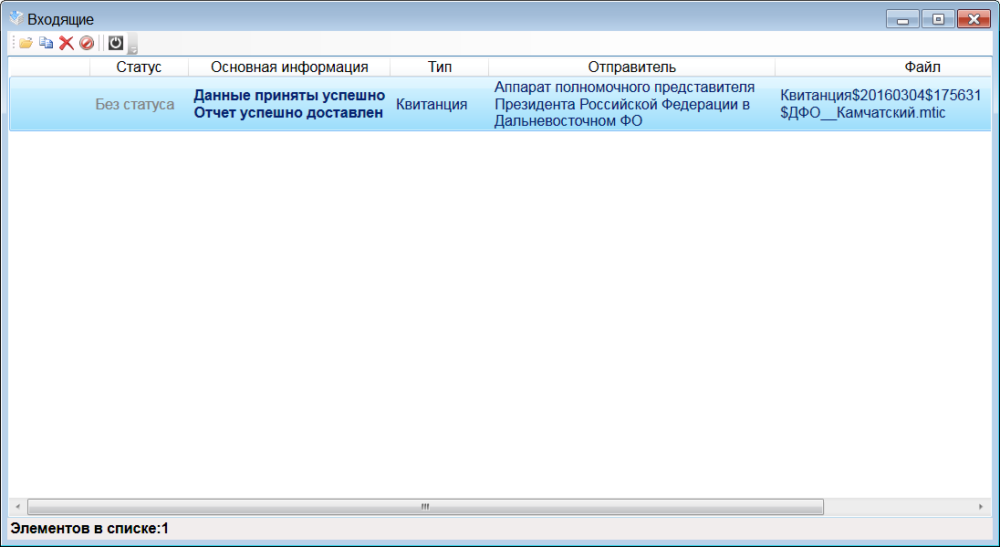 Входящие
Статус Основная информация Тип Отправитель Файл
Без статуса
Данные приняты успешно
Отчет успешно доставлен
Квитанция
Аппарат полномочного представителя
Президента Российской Федерации в
Дальневосточном ФО
Квитанция$20160304$175631
$ДФО__Камчатский.mtic
Элементов в списке:1